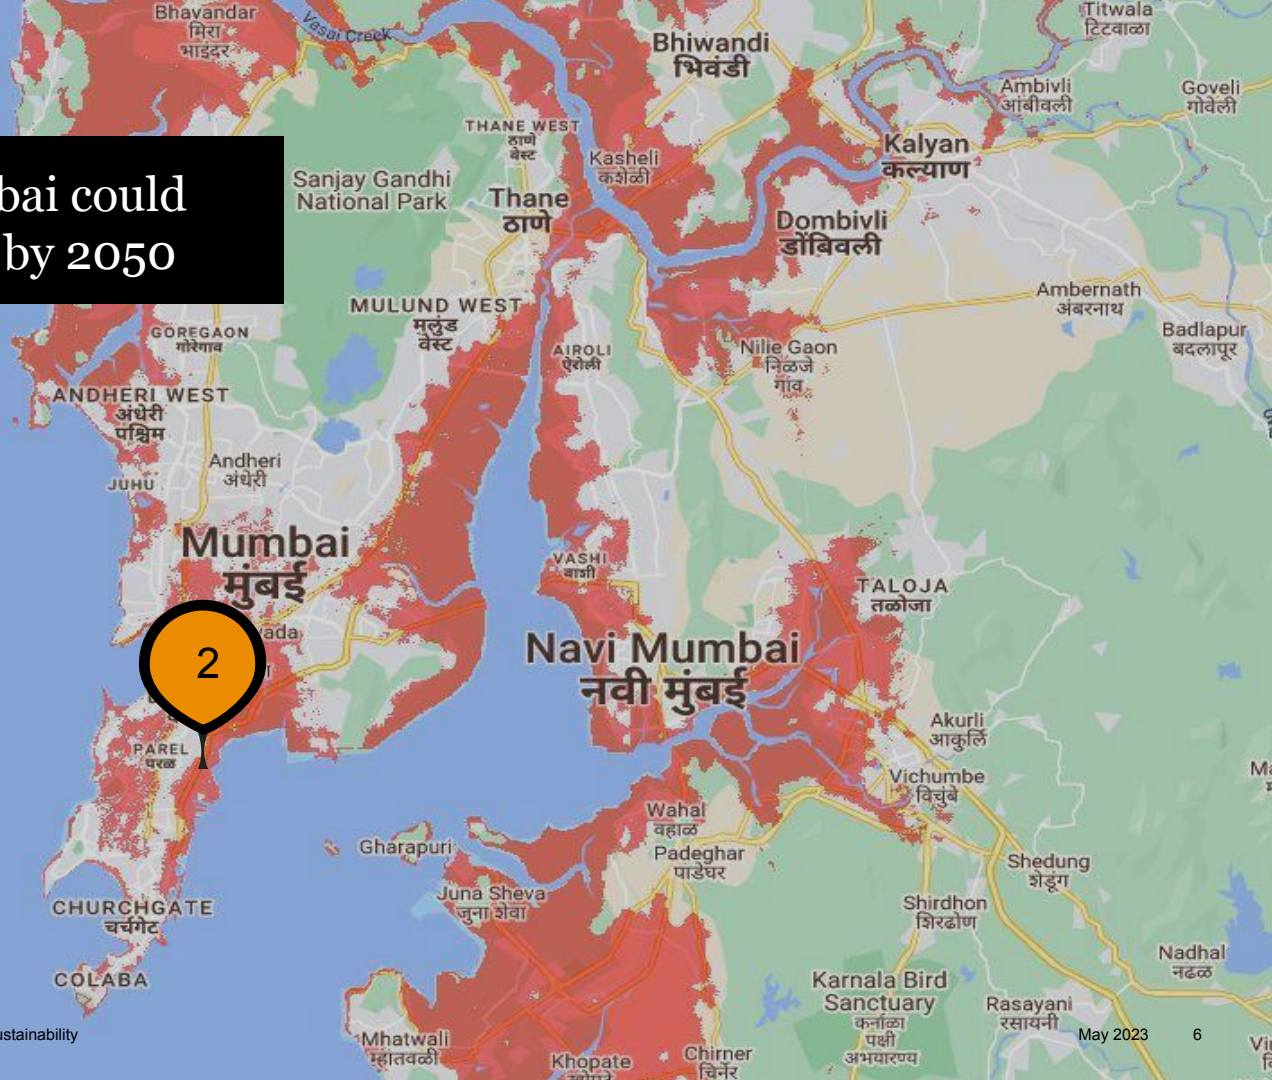 Bhavandar
मिरा
भाइंदर
Vasai Creek
Bhiwandi
भिवंडी
Titwala
टिटवाळा
Ambivli
आंबीवली
Goveli
गोवेली
THANE WEST
ठाणे
वेस्ट
Kasheli
कशेळी
Kalyan
कल्याण
bai could
by 2050
Sanjay Gandhi
National Park
Thane
ठाणे
Dombivli
डोंबिवली
MULUND WEST
मुलुंड
वेस्ट
GOREGAON
गोरेगाव
AIROLI
ऐरोली
Nilje Gaon
निळजे
गाव
Ambernath
अंबरनाथ
Badlapur
बदलापूर
ANDHERI WEST
अंधेरी
पश्चिम
Andheri
अंधेरी
JUHU
Mumbai
मुंबई
VASHI
वाशी
TALOJA
तळोजा
vada
2
Navi Mumbai
नवी मुंबई
Akurli
आकुर्लि
PAREL
परळ
Vichumbe
विचुंबे
Wahal
वहाळ
Padeghar
पाडेघर
Gharapuri
Shedung
शेडूंग
Juna Sheva
जुना शेवा
Shirdhon
शिरढोण
CHURCHGATE
चर्चगेट
COLABA
Nadhal
नढळ
Karnala Bird
Sanctuary
कर्नाळा
पक्षी
अभयारण्य
Rasayani
रसायनी
Mhatwali
म्हातवळी
Khopate
Chirner
चिर्नेर
ustainability
May 2023
6